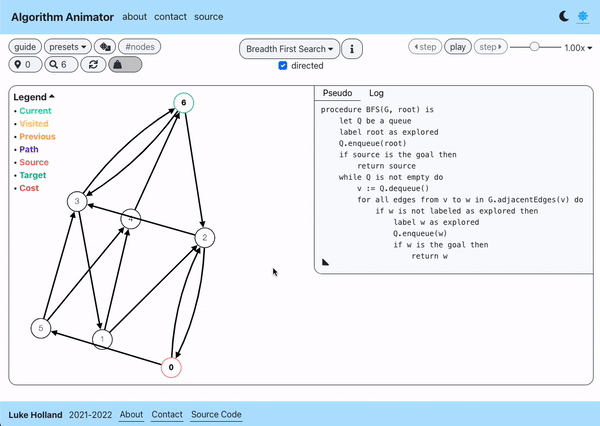 Algorithm Animator about contact source
guide presets #nodes Breadth First Search i step play step 1.00x
0 6 directed
Legend
• Current
• Visited
• Frontier
• Previous
• Path
• Source
• Target
• Cost
Pseudo Log
procedure BFS(G, root) is
let Q be a queue
label root as explored
Q.enqueue(root)
if source is the goal then
return source
while Q is not empty do
v := Q.dequeue()
for all edges from v to w in G.adjacentEdges(v) do
if w is not labeled as explored then
label w as explored
Q.enqueue(w)
if w is the goal then
return w
6
3
4
2
5
1
0
Luke Holland 2021-2022 About Contact Source Code